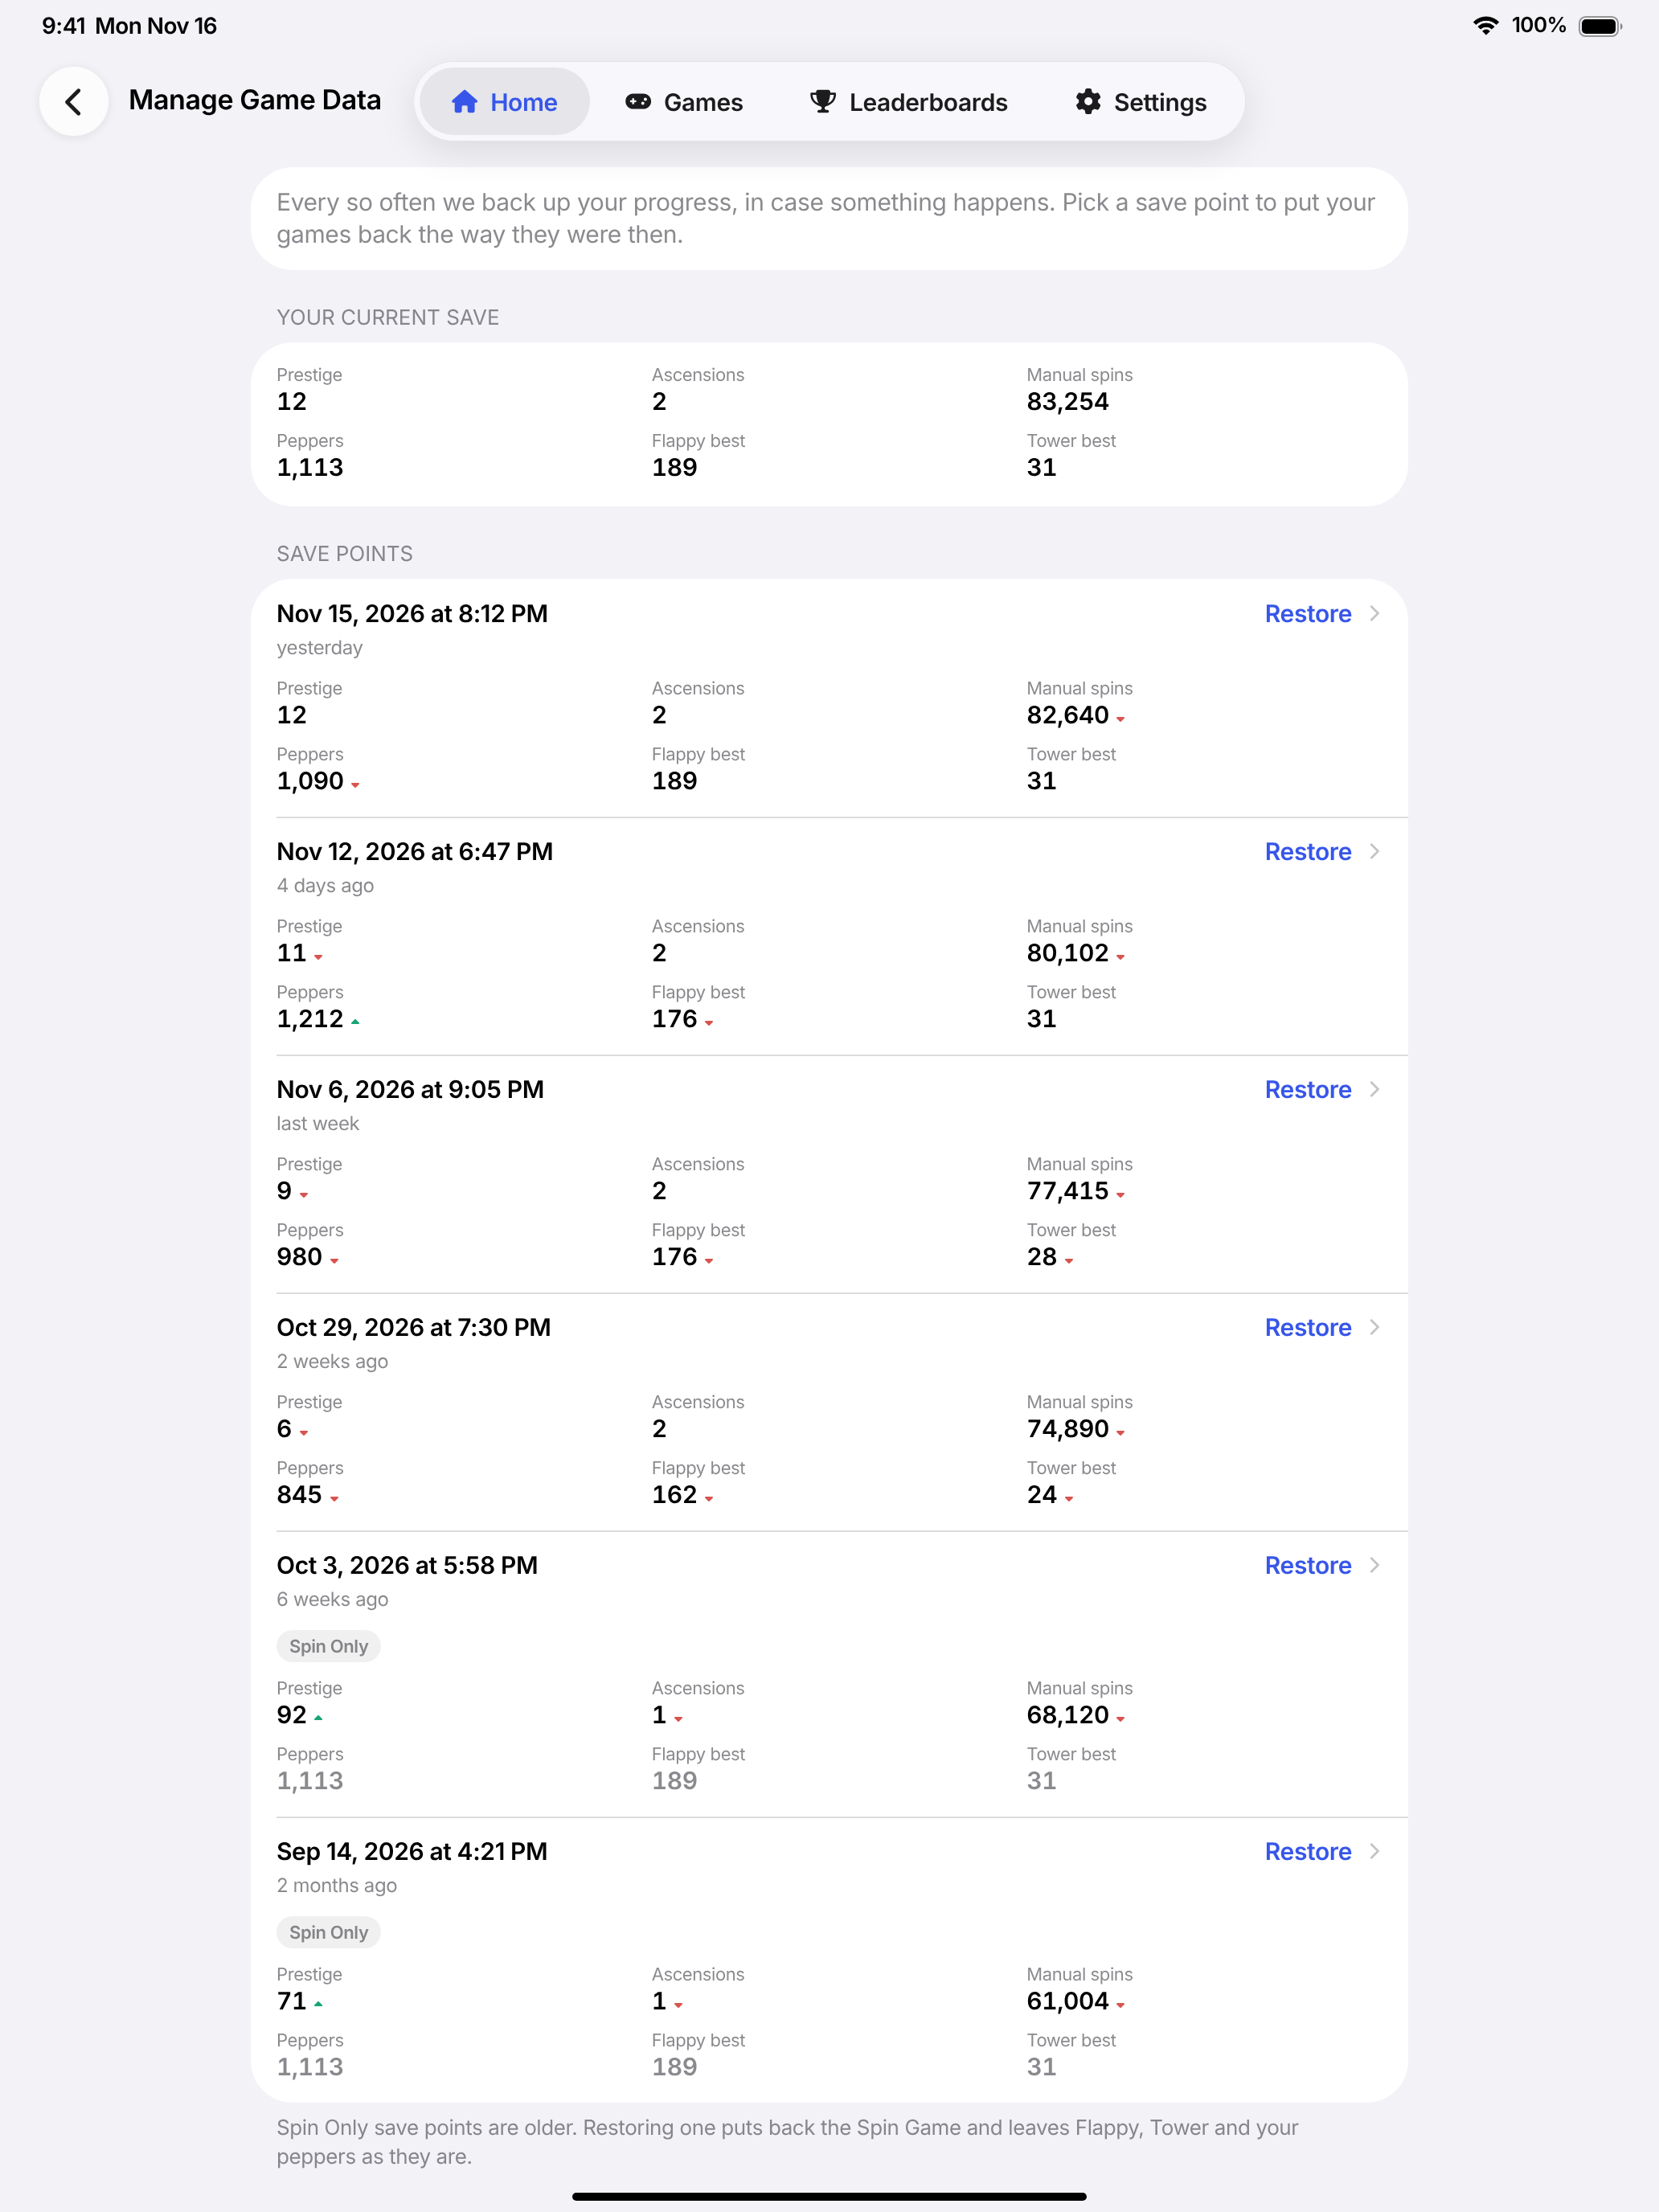 9:41 Mon Nov 16
100%
Manage Game Data
Home
Games
Leaderboards
Settings
Every so often we back up your progress, in case something happens. Pick a save point to put your
games back the way they were then.
YOUR CURRENT SAVE
Prestige
Ascensions
Manual spins
12
2
83,254
Peppers
Flappy best
Tower best
1,113
189
31
SAVE POINTS
Nov 15, 2026 at 8:12 PM
Restore
yesterday
Prestige
Ascensions
Manual spins
12
2
82,640
Peppers
Flappy best
Tower best
1,090
189
31
Nov 12, 2026 at 6:47 PM
Restore
4 days ago
Prestige
Ascensions
Manual spins
11
2
80,102
Peppers
Flappy best
Tower best
1,212
176
31
Nov 6, 2026 at 9:05 PM
Restore
last week
Prestige
Ascensions
Manual spins
9
2
77,415
Peppers
Flappy best
Tower best
980
176
28
Oct 29, 2026 at 7:30 PM
Restore
2 weeks ago
Prestige
Ascensions
Manual spins
6
2
74,890
Peppers
Flappy best
Tower best
845
162
24
Oct 3, 2026 at 5:58 PM
Restore
6 weeks ago
Spin Only
Prestige
Ascensions
Manual spins
92
1
68,120
Peppers
Flappy best
Tower best
1,113
189
31
Sep 14, 2026 at 4:21 PM
Restore
2 months ago
Spin Only
Prestige
Ascensions
Manual spins
71
1
61,004
Peppers
Flappy best
Tower best
1,113
189
31
Spin Only save points are older. Restoring one puts back the Spin Game and leaves Flappy, Tower and your
peppers as they are.